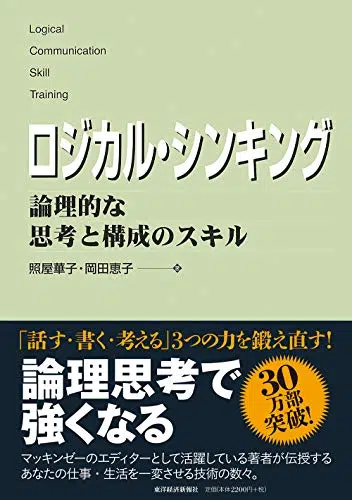 Logical
Communication
Skill
Training
ロジカル・シンキング
論理的な
思考と構成のスキル
照屋華子・岡田恵子──著
「話す・書く・考える」3つの力を鍛え直す!
論理思考で
強くなる
30
万部
突破!
マッキンゼーのエディターとして活躍している著者が伝授する
あなたの仕事・生活を一変させる技術の数々。
東洋経済新報社
定価(本体2200円+税)